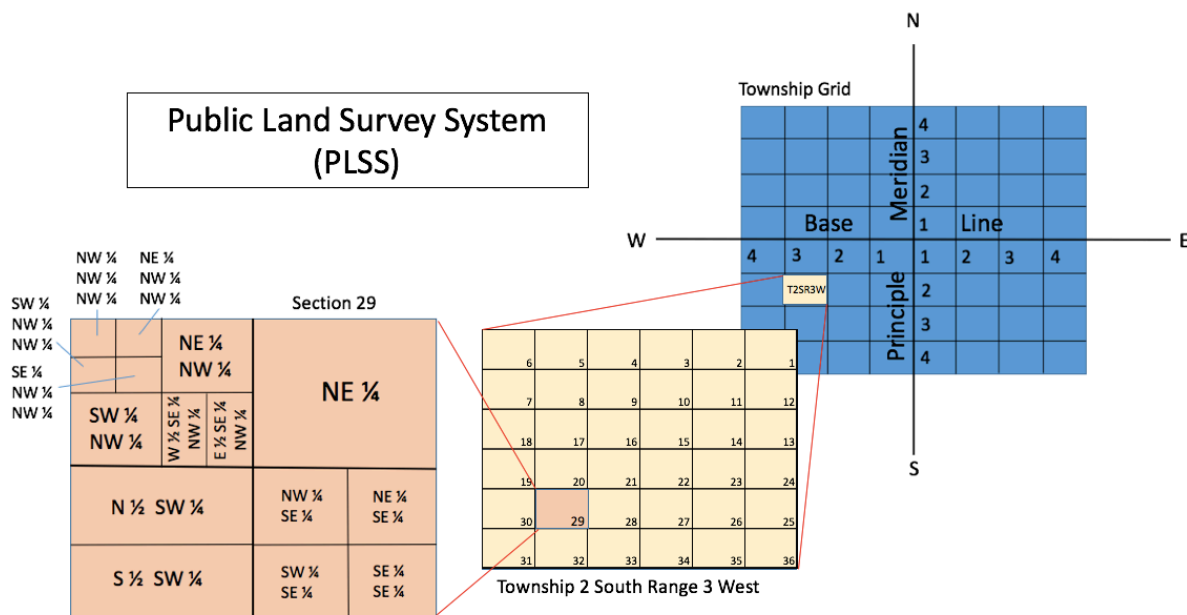 Public Land Survey System
(PLSS)
Township Grid
N
4
3
2
1
Meridian
W
Base
Line
E
4
3
2
1
1
2
3
4
T2SR3W
2
3
4
Principle
S
NW ¼
NW ¼
NW ¼
NE ¼
NW ¼
NW ¼
SW ¼
NW ¼
NW ¼
SE ¼
NW ¼
NW ¼
Section 29
NE ¼
NW ¼
NE ¼
SW ¼
NW ¼
W ½ SE ¼
NW ¼
E ½ SE ¼
NW ¼
N ½ SW ¼
NW ¼
SE ¼
NE ¼
SE ¼
S ½ SW ¼
SW ¼
SE ¼
SE ¼
SE ¼
6 5 4 3 2 1
7 8 9 10 11 12
18 17 16 15 14 13
19 20 21 22 23 24
30 29 28 27 26 25
31 32 33 34 35 36
Township 2 South Range 3 West